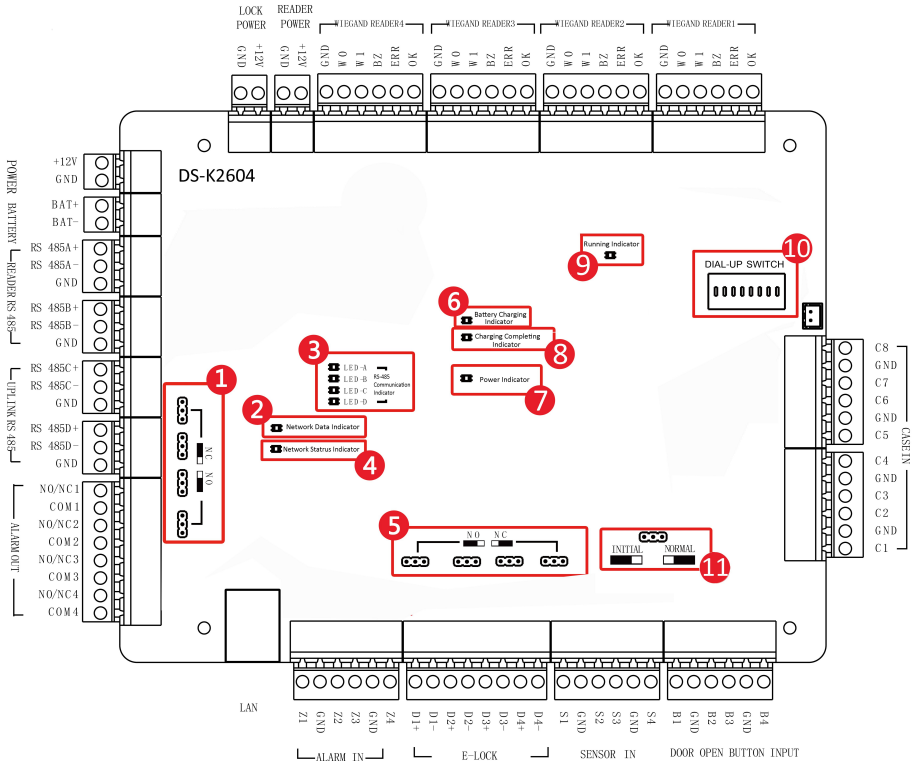 LOCK POWER
READER POWER
WIEGAND READER4
WIEGAND READER3
WIEGAND READER2
WIEGAND READER1
GND +12V
GND +12V
GND W0 W1 BZ ERR OK
GND W0 W1 BZ ERR OK
GND W0 W1 BZ ERR OK
GND W0 W1 BZ ERR OK
DS-K2604
POWER
+12V
GND
BATTERY
BAT+
BAT-
READER RS 485
RS 485A+
RS 485A-
GND
RS 485B+
RS 485B-
GND
UPLINK RS 485
RS 485C+
RS 485C-
GND
RS 485D+
RS 485D-
GND
ALARM OUT
NO/NC1
COM1
NO/NC2
COM2
NO/NC3
COM3
NO/NC4
COM4
9
Running Indicator
10
DIAL-UP SWITCH
6
Battery Charging
Indicator
Charging Completing
Indicator
8
3
LED-A
LED-B
LED-C
LED-D
RS-485
Communication
Indicator
Power Indicator
7
1
NC
NO
2
Network Data Indicator
Network Statrus Indicator
4
5
NO NC
INITIAL NORMAL
11
C8
GND
C7
C6
GND
C5
C4
GND
C3
C2
GND
C1
CASE IN
LAN
Z1 GND Z2 Z3 GND Z4
ALARM IN
D1+ D1- D2+ D2- D3+ D3- D4+ D4-
E-LOCK
S1 GND S2 S3 GND S4
SENSOR IN
B1 GND B2 B3 GND B4
DOOR OPEN BUTTON INPUT